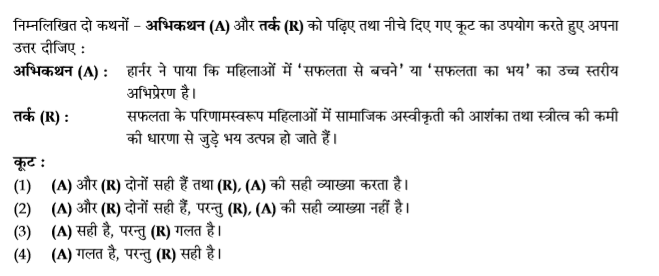 निम्नलिखित दो कथनों – अभिकथन (A) और तर्क (R) को पढ़िए तथा नीचे दिए गए कूट का उपयोग करते हुए अपना
उत्तर दीजिए :
अभिकथन (A) : हार्नर ने पाया कि महिलाओं में ‘सफलता से बचने’ या ‘सफलता का भय’ का उच्च स्तरीय
अभिप्रेरण है।
तर्क (R) : सफलता के परिणामस्वरूप महिलाओं में सामाजिक अस्वीकृती की आशंका तथा स्त्रीत्व की कमी
की धारणा से जुड़े भय उत्पन्न हो जाते हैं।
कूट :
(1) (A) और (R) दोनों सही हैं तथा (R), (A) की सही व्याख्या करता है।
(2) (A) और (R) दोनों सही हैं, परन्तु (R), (A) की सही व्याख्या नहीं है।
(3) (A) सही है, परन्तु (R) गलत है।
(4) (A) गलत है, परन्तु (R) सही है।